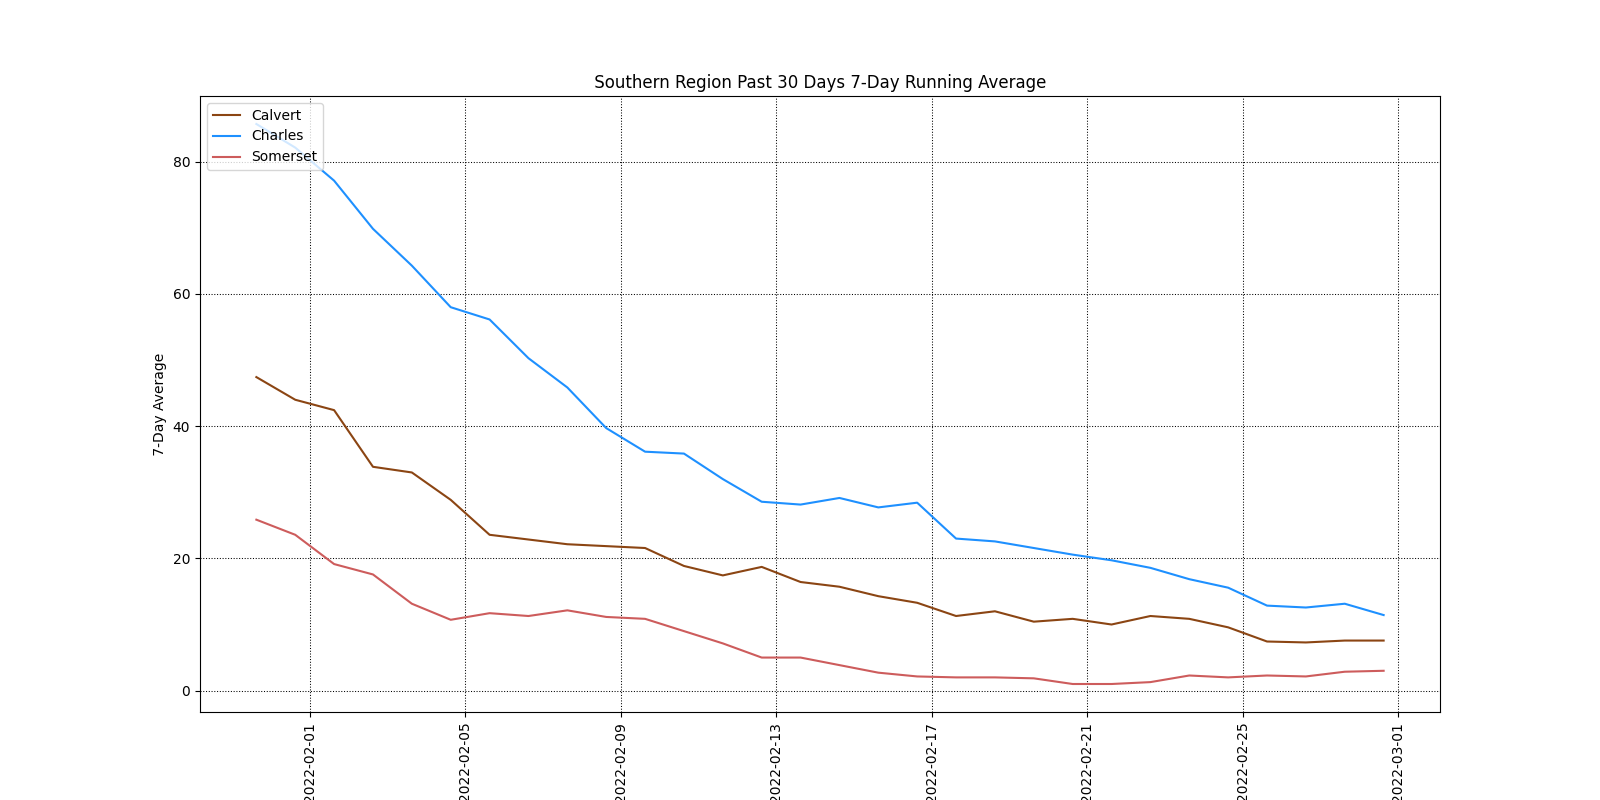 Southern Region Past 30 Days 7-Day Running Average
Calvert
Charles
Somerset
80
60
40
20
0
7-Day Average
2022-02-01
2022-02-05
2022-02-09
2022-02-13
2022-02-17
2022-02-21
2022-02-25
2022-03-01